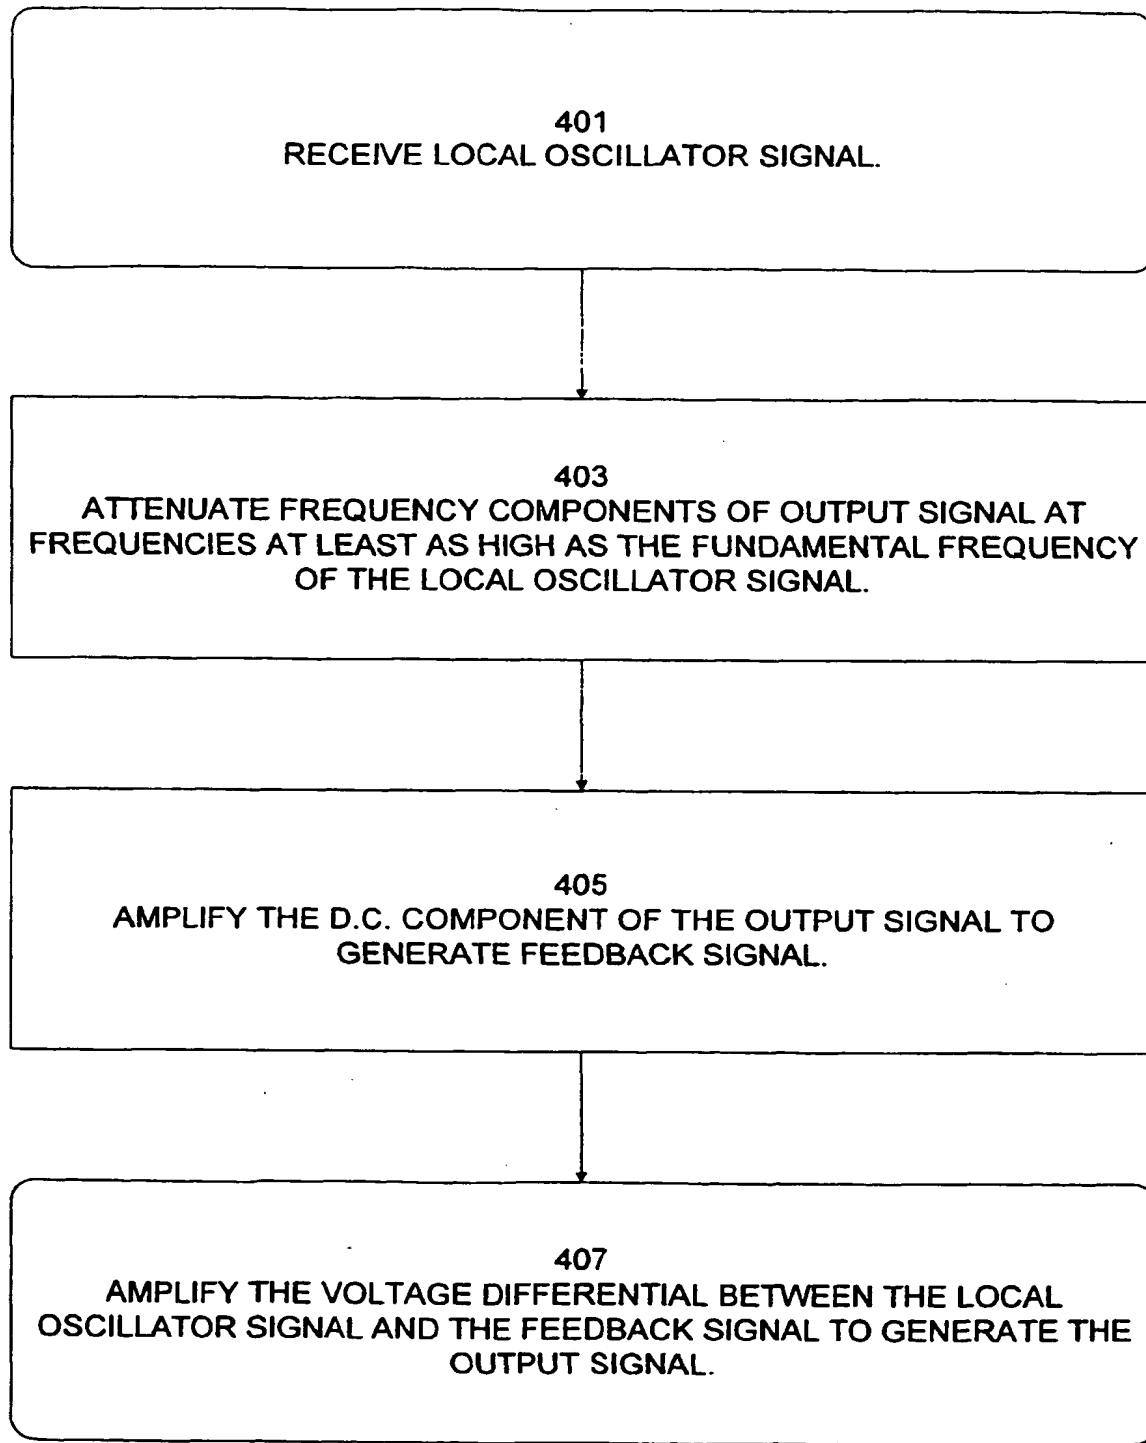 401
RECEIVE LOCAL OSCILLATOR SIGNAL.
403
ATTENUATE FREQUENCY COMPONENTS OF OUTPUT SIGNAL AT
FREQUENCIES AT LEAST AS HIGH AS THE FUNDAMENTAL FREQUENCY
OF THE LOCAL OSCILLATOR SIGNAL.
405
AMPLIFY THE D.C. COMPONENT OF THE OUTPUT SIGNAL TO
GENERATE FEEDBACK SIGNAL.
407
AMPLIFY THE VOLTAGE DIFFERENTIAL BETWEEN THE LOCAL
OSCILLATOR SIGNAL AND THE FEEDBACK SIGNAL TO GENERATE THE
OUTPUT SIGNAL.